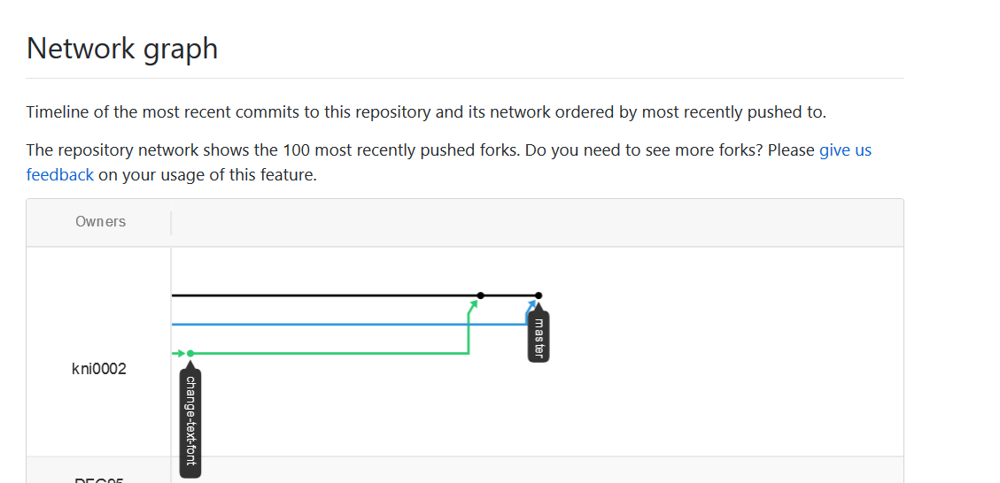 Network graph
Timeline of the most recent commits to this repository and its network ordered by most recently pushed to.
The repository network shows the 100 most recently pushed forks. Do you need to see more forks? Please give us
feedback on your usage of this feature.
Owners
master
kni0002
change-text-font